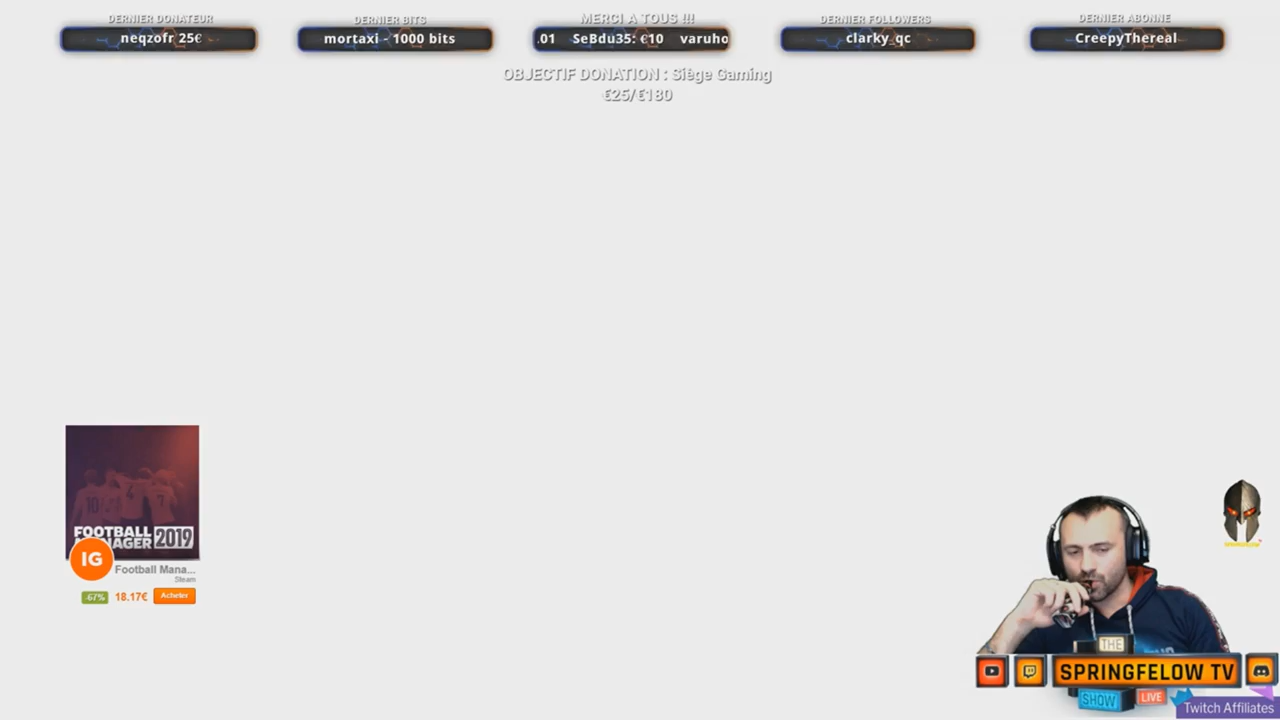 DERNIER DONATEUR
neqzofr 25€
DERNIER BITS
mortaxi - 1000 bits
MERCI A TOUS !!!
.01 SeBdu35: €10 varuho
DERNIER FOLLOWERS
clarky_qc
DERNIER ABONNE
CreepyThereal
OBJECTIF DONATION : Siège Gaming
€25/€180
FOOTBALL
MANAGER 2019
IG
Football Mana...
Steam
-67% 18.17€ Acheter
THE
SPRINGFELOW TV
SHOW LIVE
Twitch Affiliates